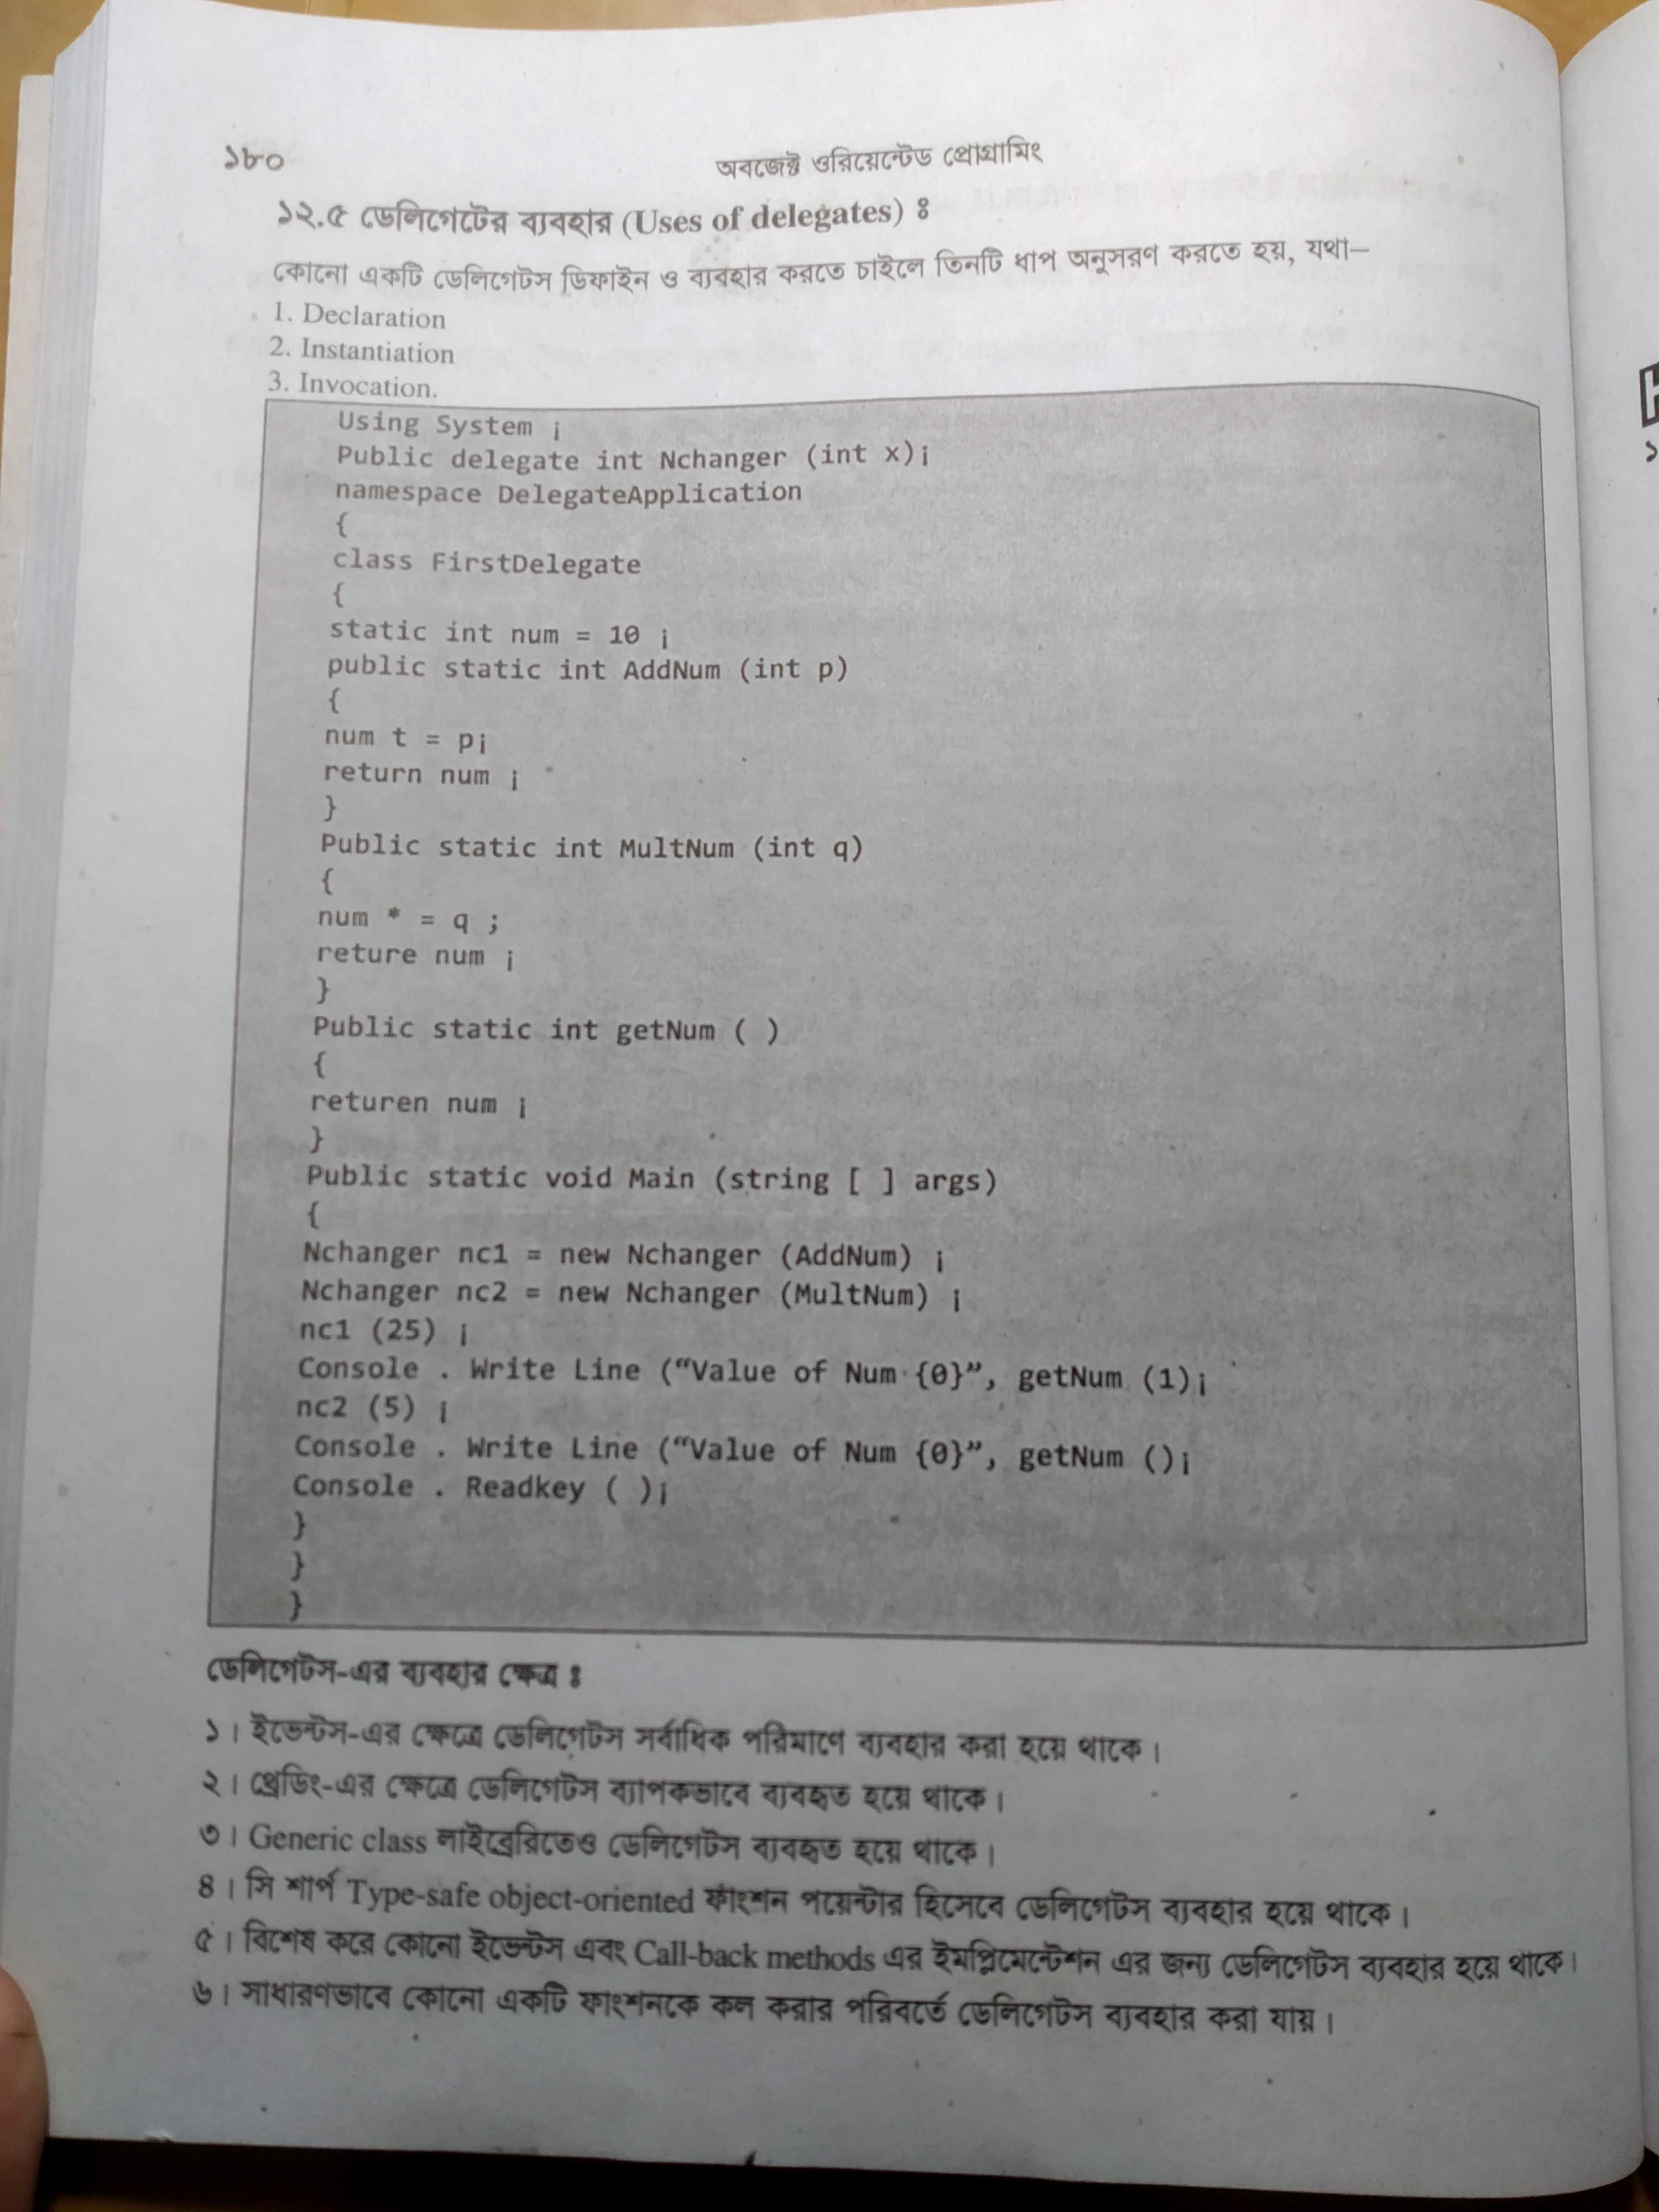 ১৮০
অবজেক্ট ওরিয়েন্টেড প্রোগ্রামিং
১২.৫ ডেলিগেটের ব্যবহার (Uses of delegates) ঃ
কোনো একটি ডেলিগেটস ডিফাইন ও ব্যবহার করতে চাইলে তিনটি ধাপ অনুসরণ করতে হয়, যথা—
1. Declaration
2. Instantiation
3. Invocation.
Using System ¡
Public delegate int Nchanger (int x)¡
namespace DelegateApplication
{
class FirstDelegate
{
static int num = 10 ¡
public static int AddNum (int p)
{
num t = p¡
return num ¡
}
Public static int MultNum (int q)
{
num * = q ;
reture num ¡
}
Public static int getNum ( )
{
returen num ¡
}
Public static void Main (string [ ] args)
{
Nchanger nc1 = new Nchanger (AddNum) ¡
Nchanger nc2 = new Nchanger (MultNum) ¡
nc1 (25) ¡
Console . Write Line (“Value of Num {0}”, getNum (1)¡
nc2 (5) ¡
Console . Write Line (“Value of Num {0}”, getNum ()¡
Console . Readkey ( )¡
}
}
}
ডেলিগেটস-এর ব্যবহার ক্ষেত্র ঃ
১। ইভেন্টস-এর ক্ষেত্রে ডেলিগেটস সর্বাধিক পরিমাণে ব্যবহার করা হয়ে থাকে।
২। থ্রেডিং-এর ক্ষেত্রে ডেলিগেটস ব্যাপকভাবে ব্যবহৃত হয়ে থাকে।
৩। Generic class লাইব্রেরিতেও ডেলিগেটস ব্যবহৃত হয়ে থাকে।
৪। সি শার্প Type-safe object-oriented ফাংশন পয়েন্টার হিসেবে ডেলিগেটস ব্যবহার হয়ে থাকে।
৫। বিশেষ করে কোনো ইভেন্টস এবং Call-back methods এর ইমপ্লিমেন্টেশন এর জন্য ডেলিগেটস ব্যবহার হয়ে থাকে।
৬। সাধারণভাবে কোনো একটি ফাংশনকে কল করার পরিবর্তে ডেলিগেটস ব্যবহার করা যায়।